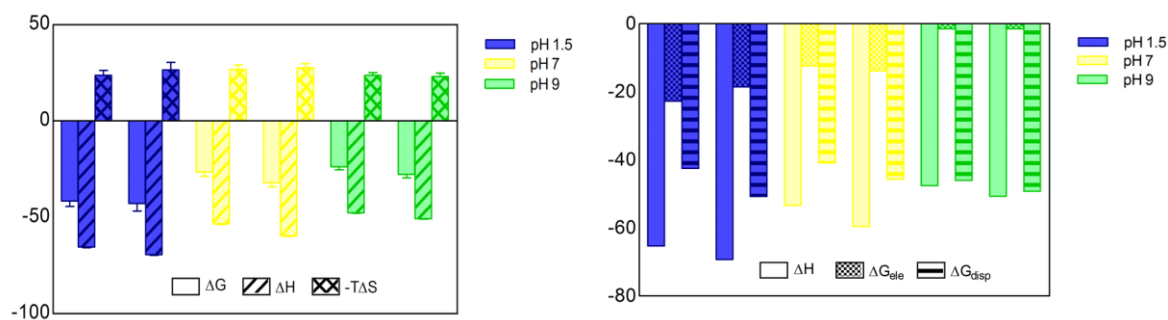 50
0
-50
-100
pH 1.5
pH 7
pH 9
ΔG ΔH -TΔS
-0
-20
-40
-60
-80
pH 1.5
pH 7
pH 9
ΔH ΔGele ΔGdisp